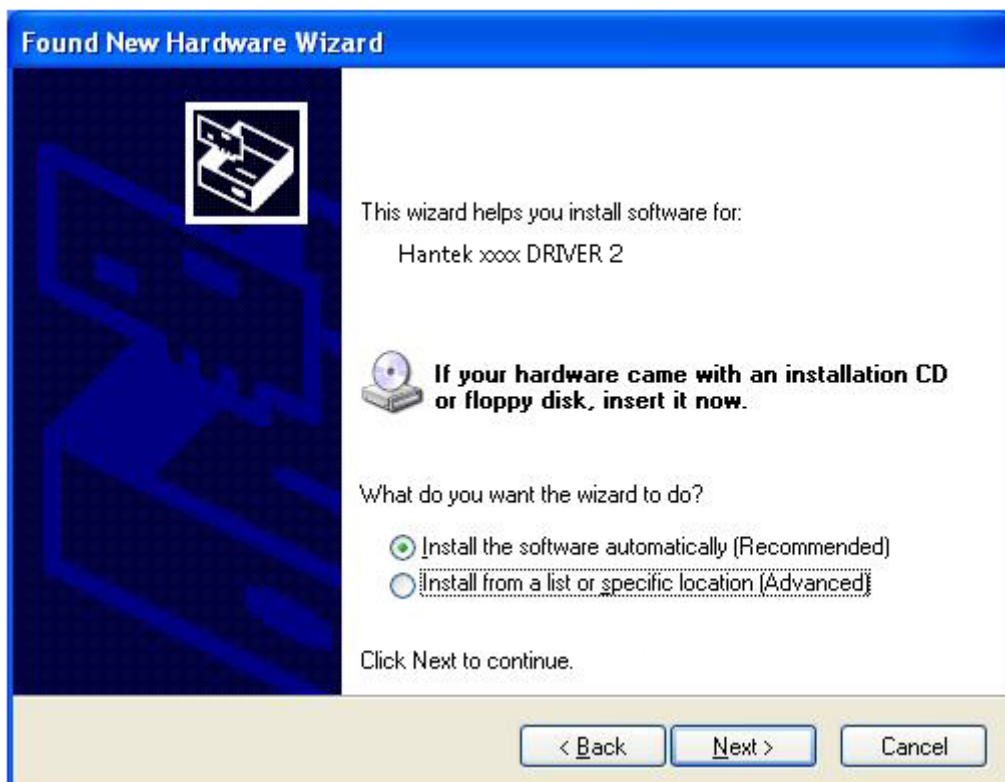 Found New Hardware Wizard
This wizard helps you install software for:
Hantek xxxx DRIVER 2
If your hardware came with an installation CD
or floppy disk, insert it now.
What do you want the wizard to do?
Install the software automatically (Recommended)
Install from a list or specific location (Advanced)
Click Next to continue.
< Back Next > Cancel